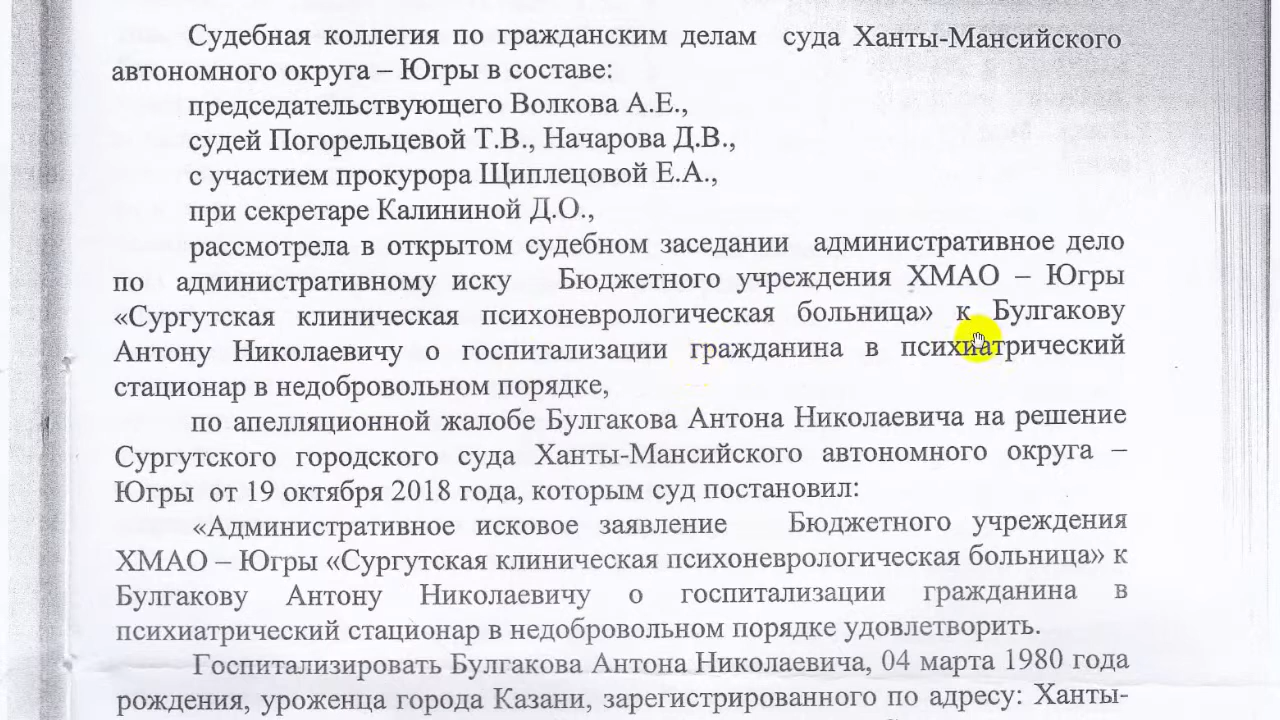 Судебная коллегия по гражданским делам суда Ханты-Мансийского
автономного округа – Югры в составе:
председательствующего Волкова А.Е.,
судей Погорельцевой Т.В., Начарова Д.В.,
с участием прокурора Щиплецовой Е.А.,
при секретаре Калининой Д.О.,
рассмотрела в открытом судебном заседании административное дело
по административному иску Бюджетного учреждения ХМАО – Югры
«Сургутская клиническая психоневрологическая больница» к Булгакову
Антону Николаевичу о госпитализации гражданина в психиатрический
стационар в недобровольном порядке,
по апелляционной жалобе Булгакова Антона Николаевича на решение
Сургутского городского суда Ханты-Мансийского автономного округа –
Югры от 19 октября 2018 года, которым суд постановил:
«Административное исковое заявление Бюджетного учреждения
ХМАО – Югры «Сургутская клиническая психоневрологическая больница» к
Булгакову Антону Николаевичу о госпитализации гражданина в
психиатрический стационар в недобровольном порядке удовлетворить.
Госпитализировать Булгакова Антона Николаевича, 04 марта 1980 года
рождения, уроженца города Казани, зарегистрированного по адресу: Ханты-